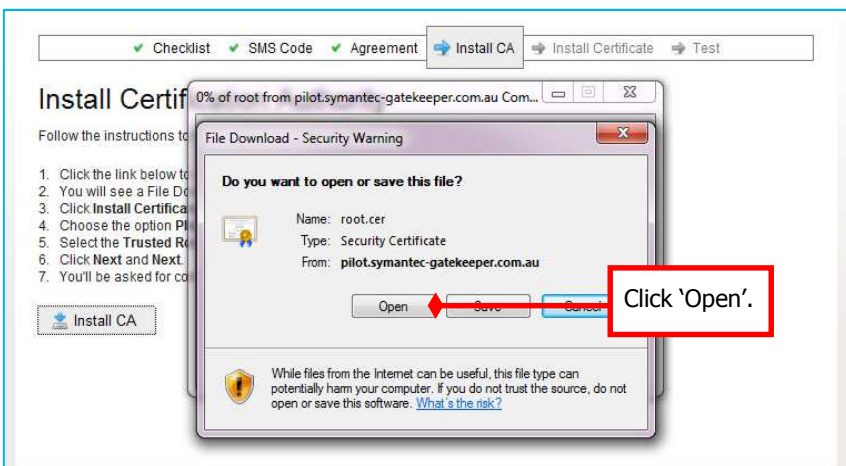 Checklist SMS Code Agreement Install CA Install Certificate Test
Install Certif
0% of root from pilot.symantec-gatekeeper.com.au Com...
Follow the instructions to
File Download - Security Warning
1. Click the link below to
2. You will see a File Do
3. Click Install Certifica
4. Choose the option Pl
5. Select the Trusted Ro
6. Click Next and Next.
7. You'll be asked for co
Install CA
Do you want to open or save this file?
Name: root.cer
Type: Security Certificate
From: pilot.symantec-gatekeeper.com.au
Open Save Cancel
Click ‘Open’.
While files from the Internet can be useful, this file type can
potentially harm your computer. If you do not trust the source, do not
open or save this software. What's the risk?